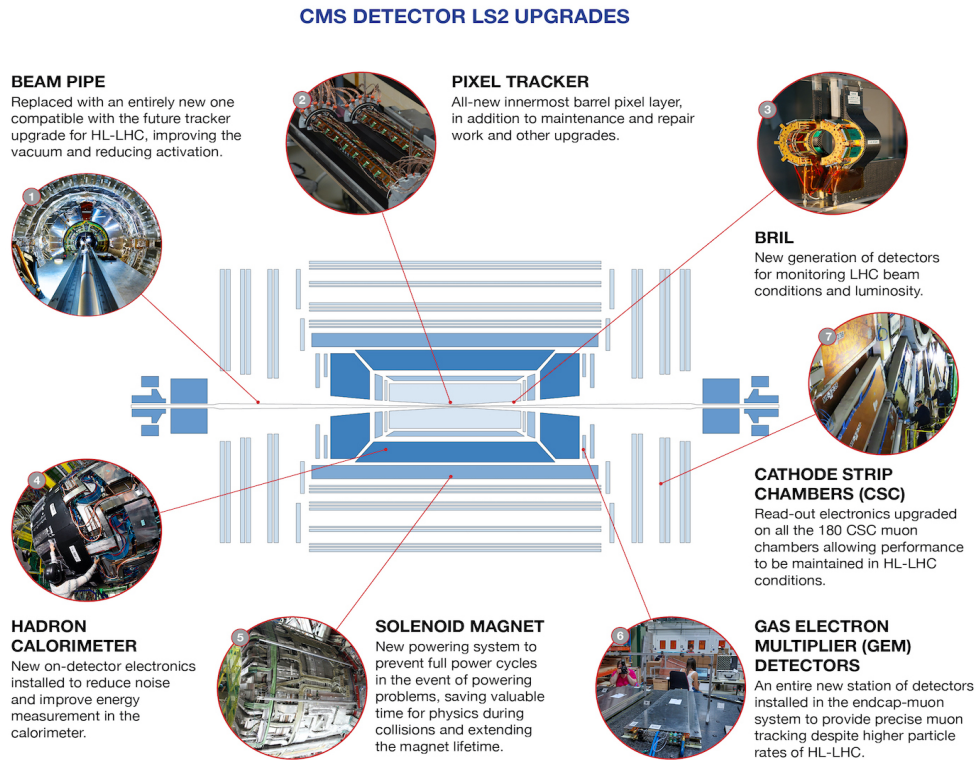 CMS DETECTOR LS2 UPGRADES
BEAM PIPE
Replaced with an entirely new one
compatible with the future tracker
upgrade for HL-LHC, improving the
vacuum and reducing activation.
1
2
PIXEL TRACKER
All-new innermost barrel pixel layer,
in addition to maintenance and repair
work and other upgrades.
3
BRIL
New generation of detectors
for monitoring LHC beam
conditions and luminosity.
7
CATHODE STRIP
CHAMBERS (CSC)
Read-out electronics upgraded
on all the 180 CSC muon
chambers allowing performance
to be maintained in HL-LHC
conditions.
4
HADRON
CALORIMETER
New on-detector electronics
installed to reduce noise
and improve energy
measurement in the
calorimeter.
5
SOLENOID MAGNET
New powering system to
prevent full power cycles
in the event of powering
problems, saving valuable
time for physics during
collisions and extending
the magnet lifetime.
6
GAS ELECTRON
MULTIPLIER (GEM)
DETECTORS
An entire new station of detectors
installed in the endcap-muon
system to provide precise muon
tracking despite higher particle
rates of HL-LHC.